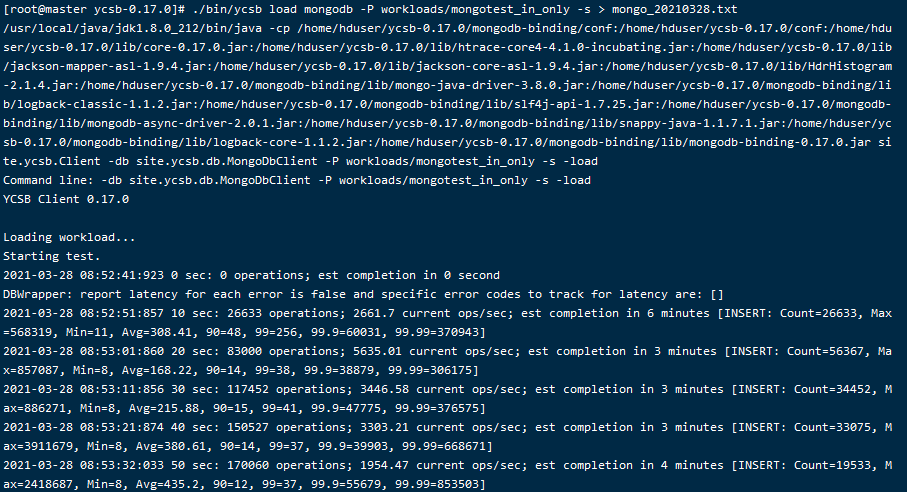 [root@master ycsb-0.17.0]# ./bin/ycsb load mongodb -P workloads/mongotest_in_only -s > mongo_20210328.txt
/usr/local/java/jdk1.8.0_212/bin/java -cp /home/hduser/ycsb-0.17.0/mongodb-binding/conf:/home/hduser/ycsb-0.17.0/conf:/home/hdu
ser/ycsb-0.17.0/lib/core-0.17.0.jar:/home/hduser/ycsb-0.17.0/lib/htrace-core4-4.1.0-incubating.jar:/home/hduser/ycsb-0.17.0/lib
/jackson-mapper-asl-1.9.4.jar:/home/hduser/ycsb-0.17.0/lib/jackson-core-asl-1.9.4.jar:/home/hduser/ycsb-0.17.0/lib/HdrHistogram
-2.1.4.jar:/home/hduser/ycsb-0.17.0/mongodb-binding/lib/mongo-java-driver-3.8.0.jar:/home/hduser/ycsb-0.17.0/mongodb-binding/li
b/logback-classic-1.1.2.jar:/home/hduser/ycsb-0.17.0/mongodb-binding/lib/slf4j-api-1.7.25.jar:/home/hduser/ycsb-0.17.0/mongodb-
binding/lib/mongodb-async-driver-2.0.1.jar:/home/hduser/ycsb-0.17.0/mongodb-binding/lib/snappy-java-1.1.7.1.jar:/home/hduser/yc
sb-0.17.0/mongodb-binding/lib/logback-core-1.1.2.jar:/home/hduser/ycsb-0.17.0/mongodb-binding/lib/mongodb-binding-0.17.0.jar si
te.ycsb.Client -db site.ycsb.db.MongoDbClient -P workloads/mongotest_in_only -s -load
Command line: -db site.ycsb.db.MongoDbClient -P workloads/mongotest_in_only -s -load
YCSB Client 0.17.0
Loading workload...
Starting test.
2021-03-28 08:52:41:923 0 sec: 0 operations; est completion in 0 second
DBWrapper: report latency for each error is false and specific error codes to track for latency are: []
2021-03-28 08:52:51:857 10 sec: 26633 operations; 2661.7 current ops/sec; est completion in 6 minutes [INSERT: Count=26633, Max
=568319, Min=11, Avg=308.41, 90=48, 99=256, 99.9=60031, 99.99=370943]
2021-03-28 08:53:01:860 20 sec: 83000 operations; 5635.01 current ops/sec; est completion in 3 minutes [INSERT: Count=56367, Ma
x=857087, Min=8, Avg=168.22, 90=14, 99=38, 99.9=38879, 99.99=306175]
2021-03-28 08:53:11:856 30 sec: 117452 operations; 3446.58 current ops/sec; est completion in 3 minutes [INSERT: Count=34452, M
ax=886271, Min=8, Avg=215.88, 90=15, 99=41, 99.9=47775, 99.99=376575]
2021-03-28 08:53:21:874 40 sec: 150527 operations; 3303.21 current ops/sec; est completion in 3 minutes [INSERT: Count=33075, M
ax=3911679, Min=8, Avg=380.61, 90=14, 99=37, 99.9=39903, 99.99=668671]
2021-03-28 08:53:32:033 50 sec: 170060 operations; 1954.47 current ops/sec; est completion in 4 minutes [INSERT: Count=19533, M
ax=2418687, Min=8, Avg=435.2, 90=12, 99=37, 99.9=55679, 99.99=853503]